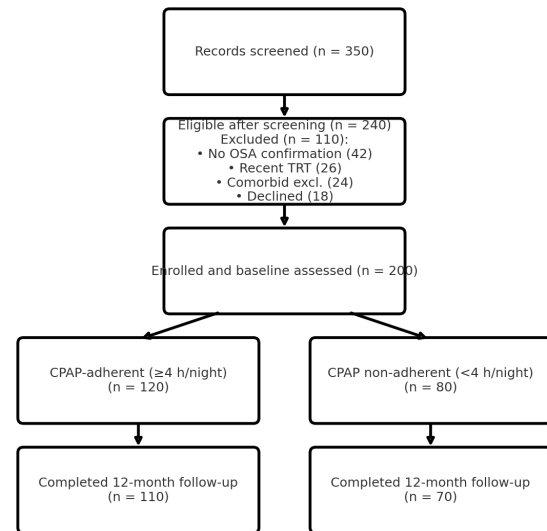 Records screened (n = 350)
Eligible after screening (n = 240)
Excluded (n = 110):
• No OSA confirmation (42)
• Recent TRT (26)
• Comorbid excl. (24)
• Declined (18)
Enrolled and baseline assessed (n = 200)
CPAP-adherent (≥4 h/night)
(n = 120)
CPAP non-adherent (<4 h/night)
(n = 80)
Completed 12-month follow-up
(n = 110)
Completed 12-month follow-up
(n = 70)